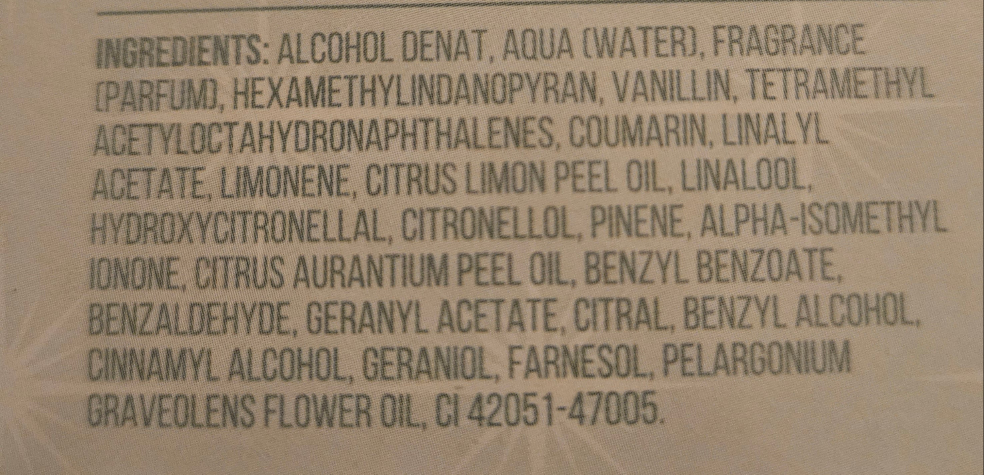 INGREDIENTS: ALCOHOL DENAT, AQUA (WATER), FRAGRANCE
(PARFUM), HEXAMETHYLINDANOPYRAN, VANILLIN, TETRAMETHYL
ACETYLOCTAHYDRONAPHTHALENES, COUMARIN, LINALYL
ACETATE, LIMONENE, CITRUS LIMON PEEL OIL, LINALOOL,
HYDROXYCITRONELLAL, CITRONELLOL, PINENE, ALPHA-ISOMETHYL
IONONE, CITRUS AURANTIUM PEEL OIL, BENZYL BENZOATE,
BENZALDEHYDE, GERANYL ACETATE, CITRAL, BENZYL ALCOHOL,
CINNAMYL ALCOHOL, GERANIOL, FARNESOL, PELARGONIUM
GRAVEOLENS FLOWER OIL, CI 42051-47005.